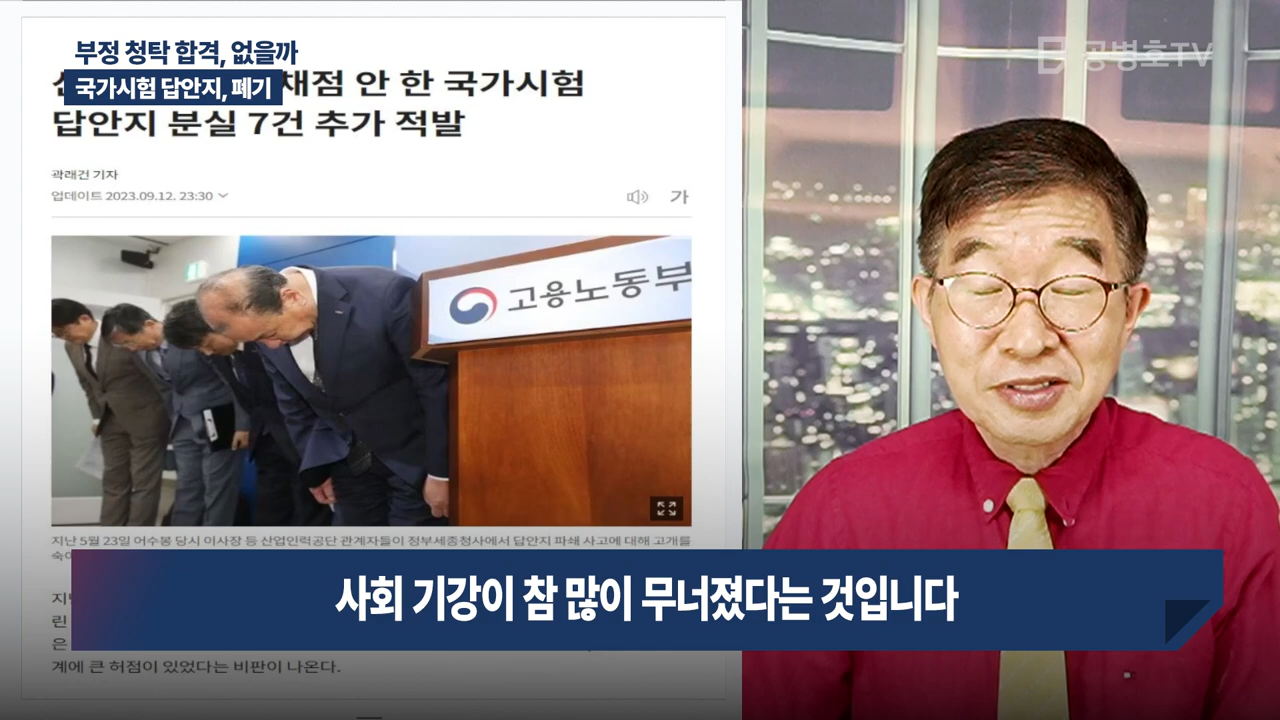 부정 청탁 합격, 없을까
국가시험 답안지, 폐기
채점 안 한 국가시험
답안지 분실 7건 추가 적발
곽래건 기자
업데이트 2023.09.12. 23:30
가
고용노동부
지난 5월 23일 어수봉 당시 이사장 등 산업인력공단 관계자들이 정부세종청사에서 답안지 파쇄 사고에 대해 고개를
린
은
계에 큰 허점이 있었다는 비판이 나온다.
사회 기강이 참 많이 무너졌다는 것입니다
공병호TV